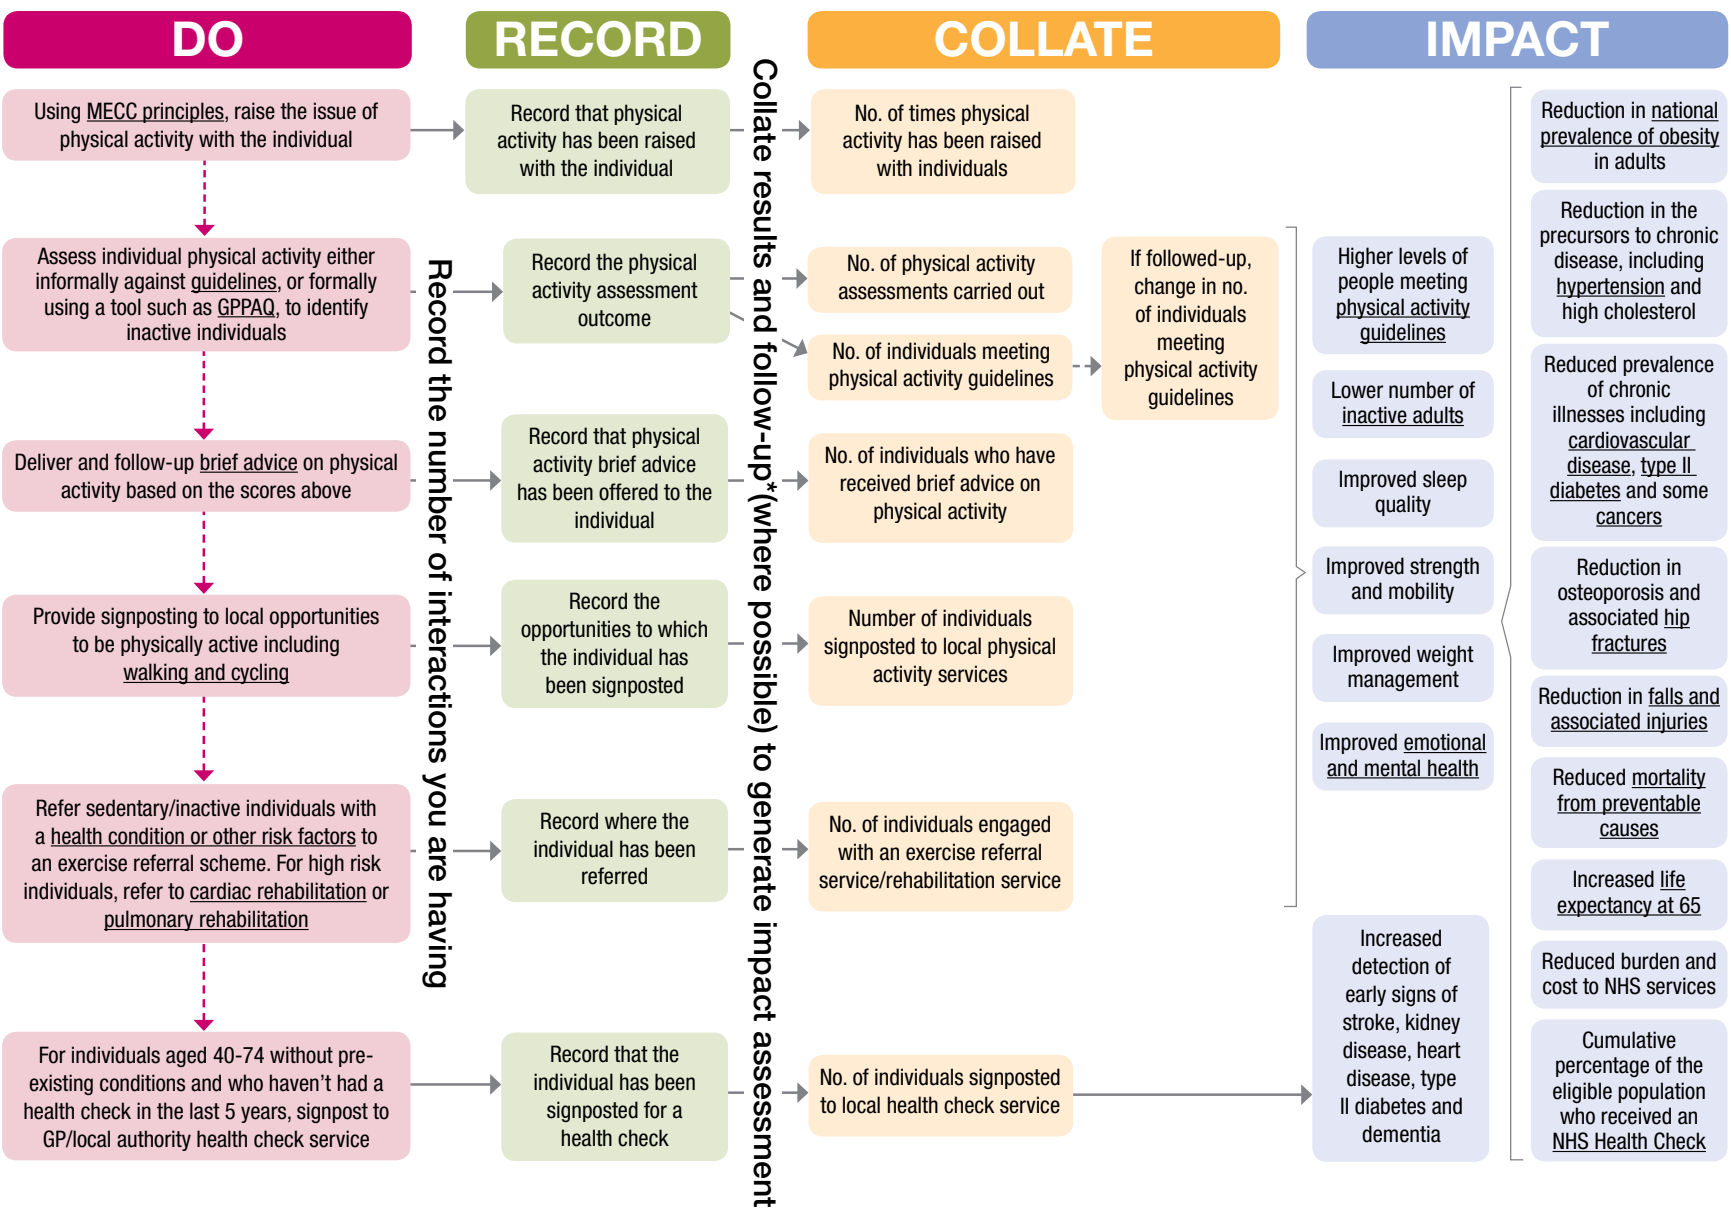 DO
RECORD
COLLATE
IMPACT
Using MECC principles, raise the issue of
physical activity with the individual
Assess individual physical activity either
informally against guidelines, or formally
using a tool such as GPPAQ, to identify
inactive individuals
Deliver and follow-up brief advice on physical
activity based on the scores above
Provide signposting to local opportunities
to be physically active including
walking and cycling
Refer sedentary/inactive individuals with
a health condition or other risk factors to
an exercise referral scheme. For high risk
individuals, refer to cardiac rehabilitation or
pulmonary rehabilitation
For individuals aged 40-74 without pre-
existing conditions and who haven't had a
health check in the last 5 years, signpost to
GP/local authority health check service
Record the number of interactions you are having
Record that physical
activity has been raised
with the individual
Record the physical
activity assessment
outcome
Record that physical
activity brief advice
has been offered to the
individual
Record the
opportunities to which
the individual has
been signposted
Record where the
individual has been
referred
Record that the
individual has been
signposted for a
health check
Collate results and follow-up*(where possible) to generate impact assessment
No. of times physical
activity has been raised
with individuals
No. of physical activity
assessments carried out
No. of individuals meeting
physical activity guidelines
If followed-up,
change in no.
of individuals
meeting
physical activity
guidelines
No. of individuals who have
received brief advice on
physical activity
Number of individuals
signposted to local physical
activity services
No. of individuals engaged
with an exercise referral
service/rehabilitation service
No. of individuals signposted
to local health check service
Higher levels of
people meeting
physical activity
guidelines
Lower number of
inactive adults
Improved sleep
quality
Improved strength
and mobility
Improved weight
management
Improved emotional
and mental health
Increased
detection of
early signs of
stroke, kidney
disease, heart
disease, type
II diabetes and
dementia
Reduction in national
prevalence of obesity
in adults
Reduction in the
precursors to chronic
disease, including
hypertension and
high cholesterol
Reduced prevalence
of chronic
illnesses including
cardiovascular
disease, type II
diabetes and some
cancers
Reduction in
osteoporosis and
associated hip
fractures
Reduction in falls and
associated injuries
Reduced mortality
from preventable
causes
Increased life
expectancy at 65
Reduced burden and
cost to NHS services
Cumulative
percentage of the
eligible population
who received an
NHS Health Check